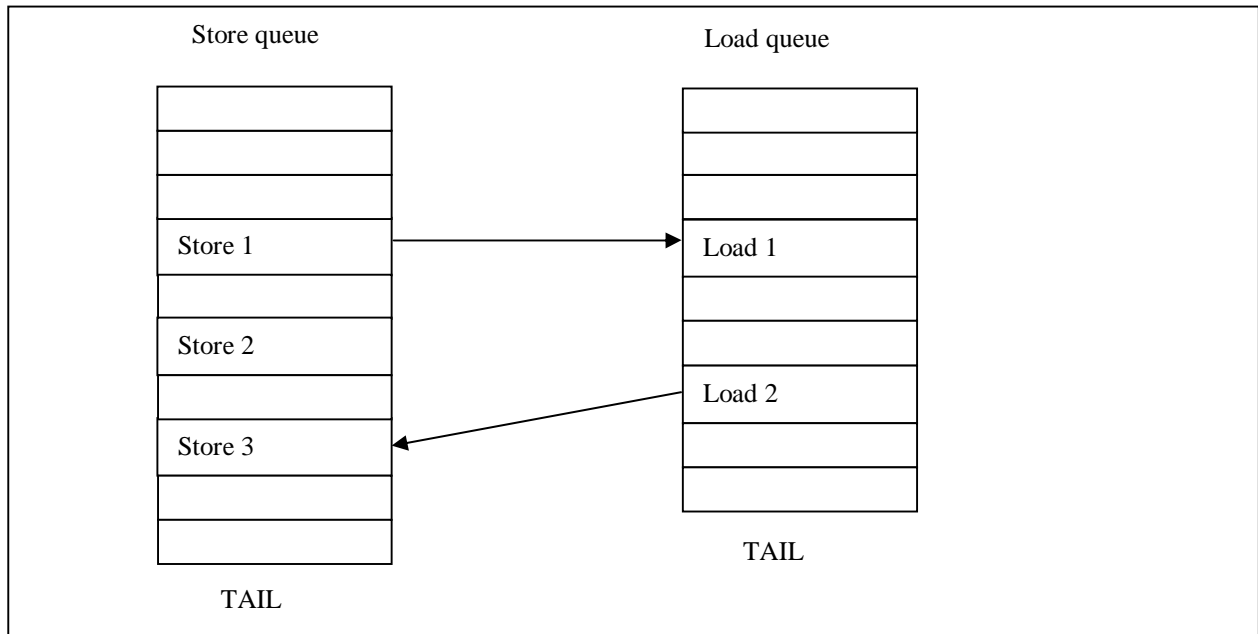 Store queue
Load queue
Store 1
Load 1
Store 2
Load 2
Store 3
TAIL
TAIL